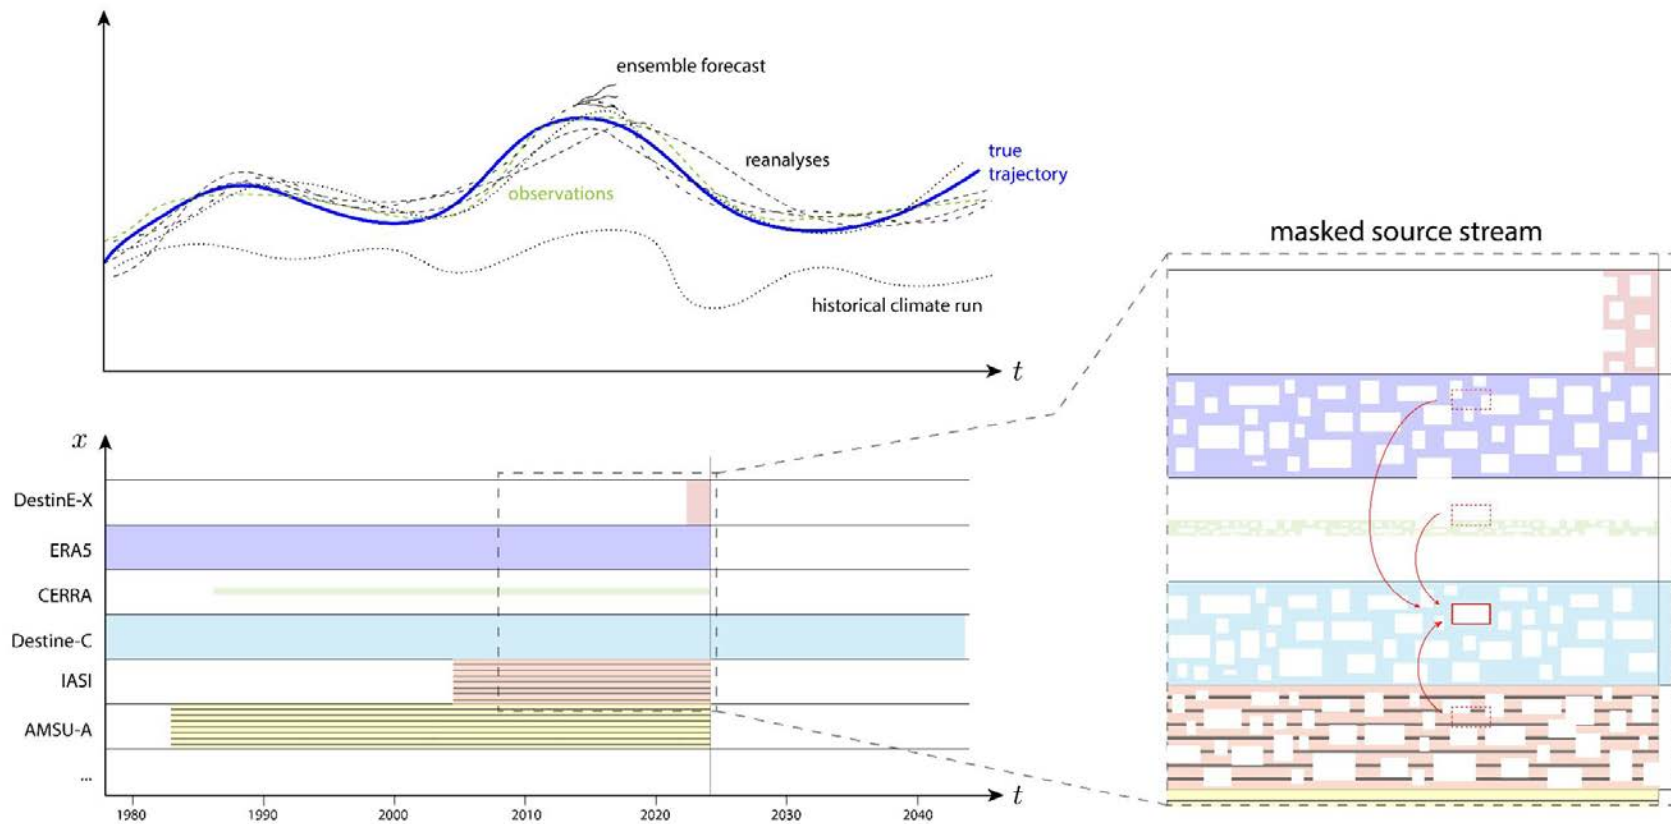 ensemble forecast
reanalyses
true
trajectory
observations
historical climate run
t
masked source stream
x
DestinE-X
ERA5
CERRA
Destine-C
IASI
AMSU-A
...
t
1980 1990 2000 2010 2020 2030 2040